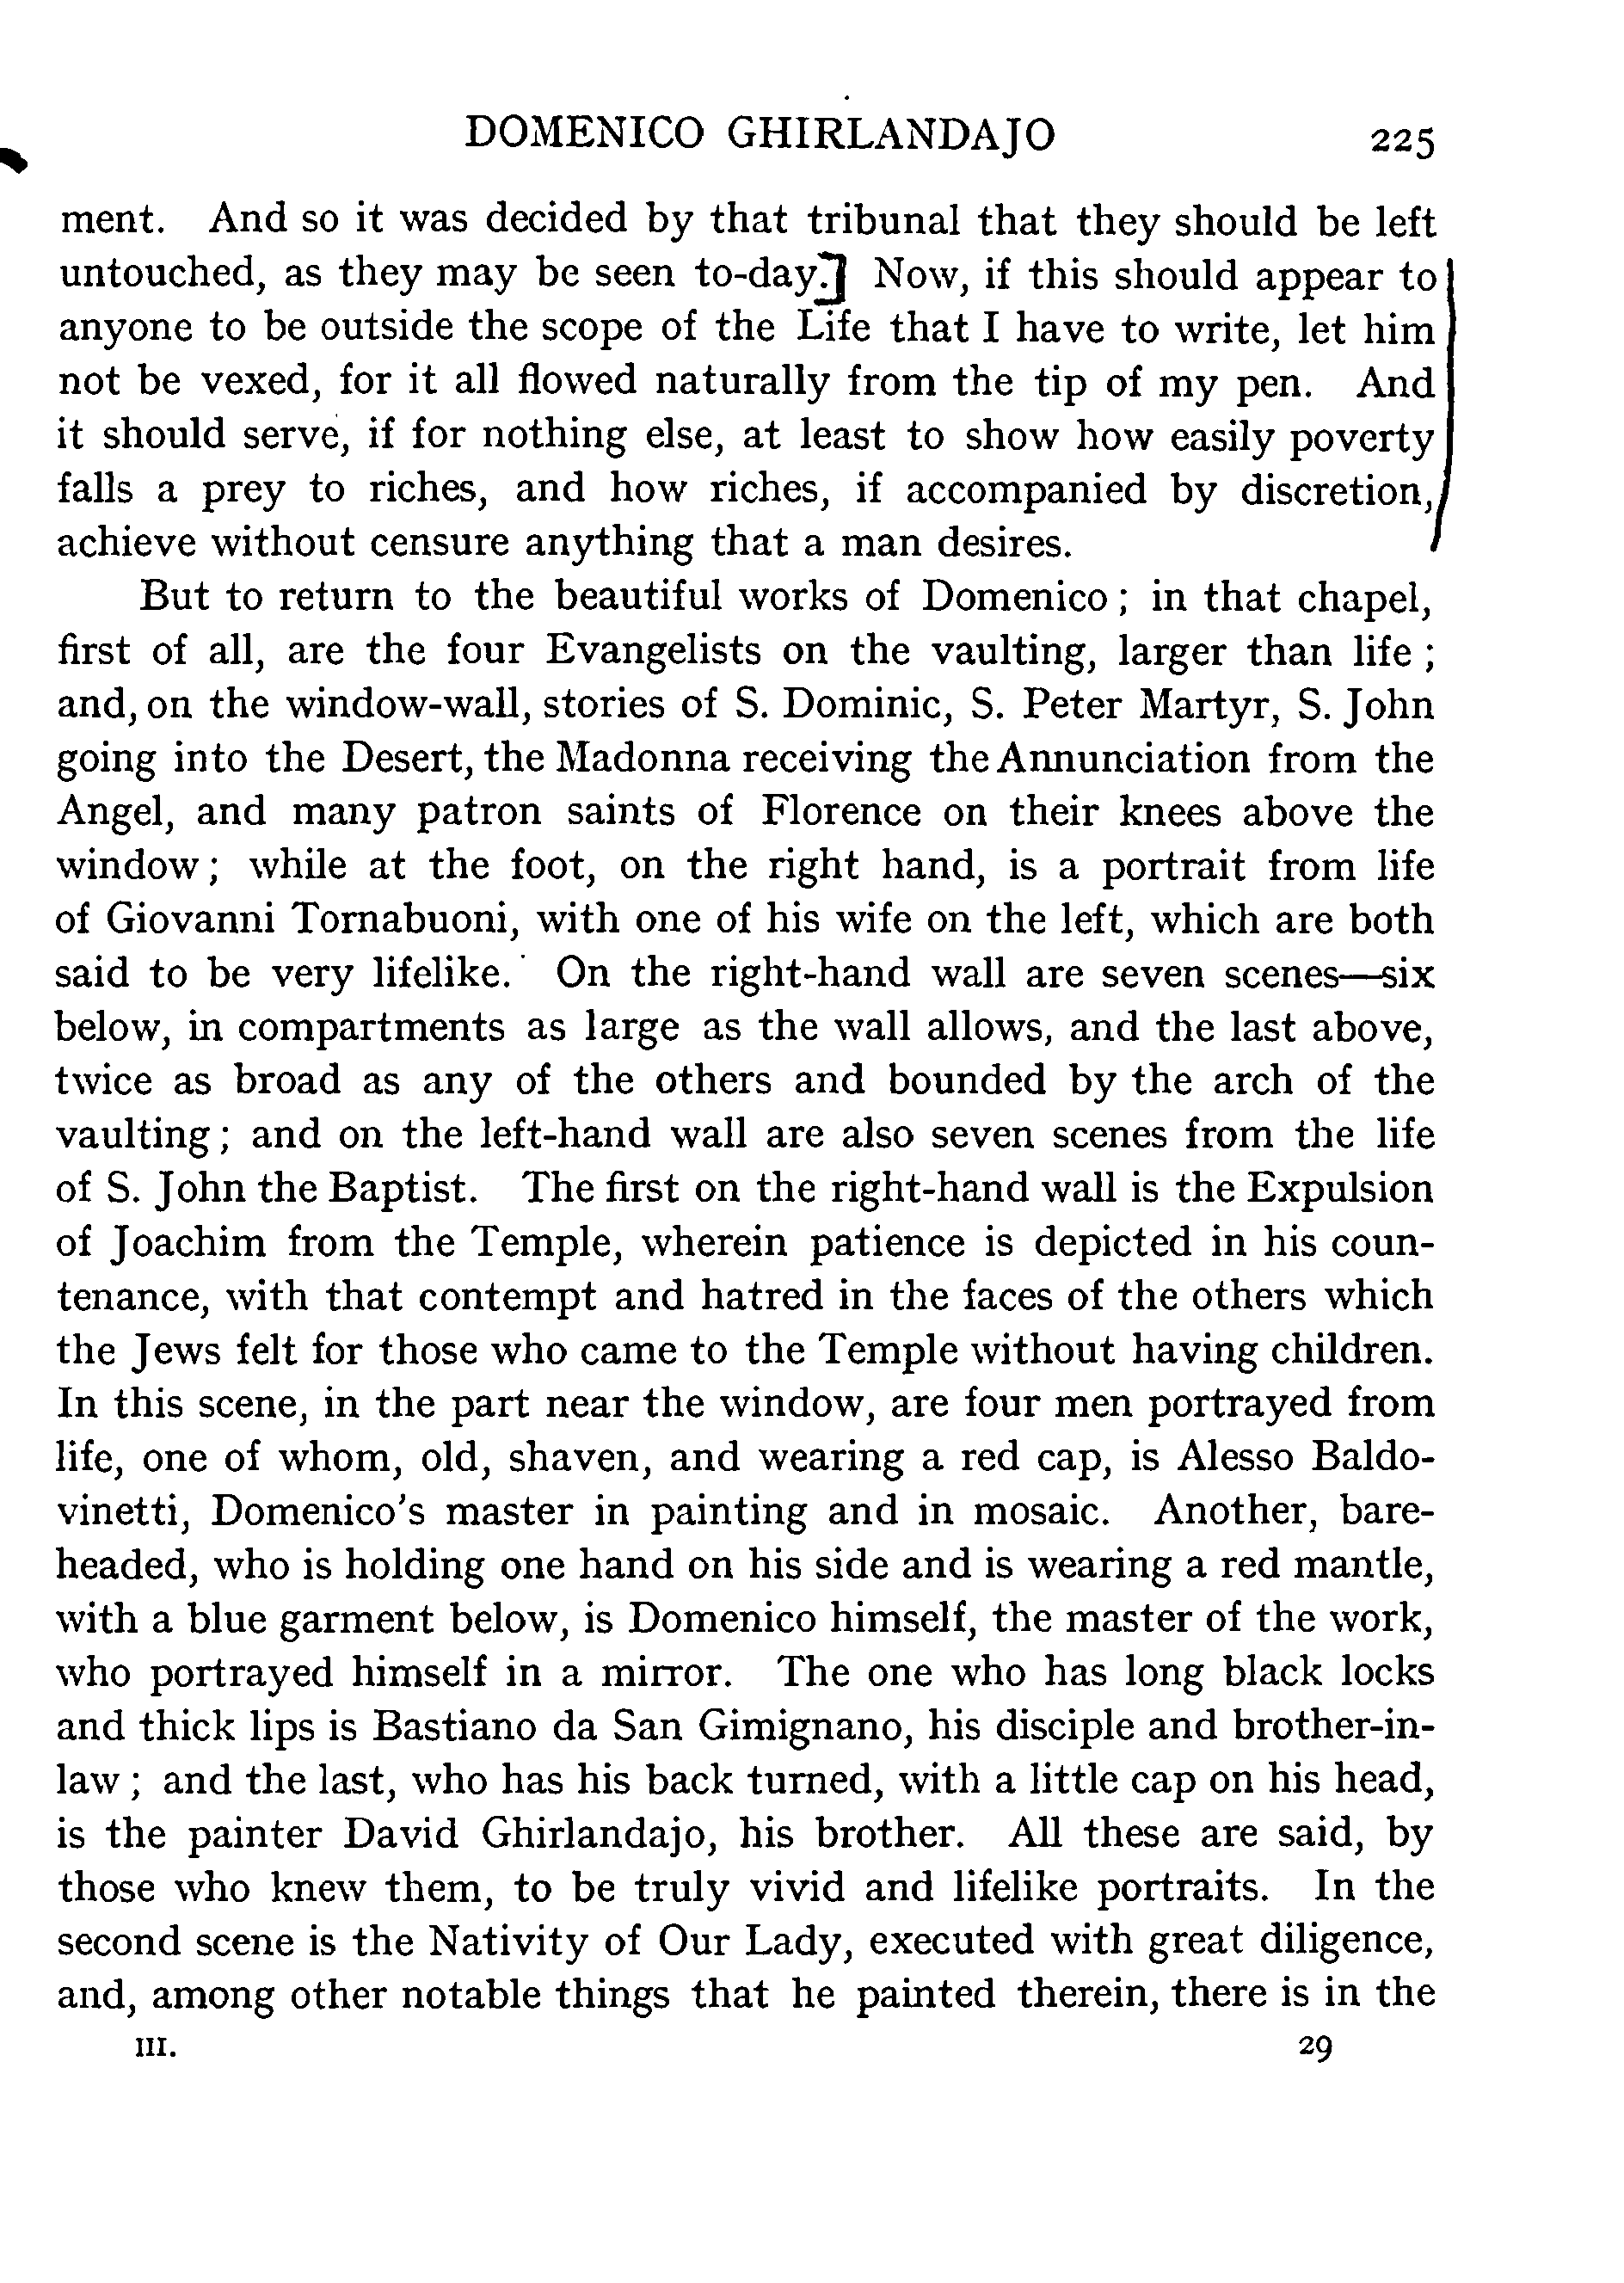 DOMENICO GHIRLANDAJO 225
ment. And so it was decided by that tribunal that they should be left
untouched, as they may be seen to-day.] Now, if this should appear to
anyone to be outside the scope of the Life that I have to write, let him
not be vexed, for it all flowed naturally from the tip of my pen. And
it should serve, if for nothing else, at least to show how easily poverty
falls a prey to riches, and how riches, if accompanied by discretion,
achieve without censure anything that a man desires.
But to return to the beautiful works of Domenico; in that chapel,
first of all, are the four Evangelists on the vaulting, larger than life;
and, on the window-wall, stories of S. Dominic, S. Peter Martyr, S. John
going into the Desert, the Madonna receiving the Annunciation from the
Angel, and many patron saints of Florence on their knees above the
window; while at the foot, on the right hand, is a portrait from life
of Giovanni Tornabuoni, with one of his wife on the left, which are both
said to be very lifelike. On the right-hand wall are seven scenes—six
below, in compartments as large as the wall allows, and the last above,
twice as broad as any of the others and bounded by the arch of the
vaulting; and on the left-hand wall are also seven scenes from the life
of S. John the Baptist. The first on the right-hand wall is the Expulsion
of Joachim from the Temple, wherein patience is depicted in his coun-
tenance, with that contempt and hatred in the faces of the others which
the Jews felt for those who came to the Temple without having children.
In this scene, in the part near the window, are four men portrayed from
life, one of whom, old, shaven, and wearing a red cap, is Alesso Baldo-
vinetti, Domenico's master in painting and in mosaic. Another, bare-
headed, who is holding one hand on his side and is wearing a red mantle,
with a blue garment below, is Domenico himself, the master of the work,
who portrayed himself in a mirror. The one who has long black locks
and thick lips is Bastiano da San Gimignano, his disciple and brother-in-
law; and the last, who has his back turned, with a little cap on his head,
is the painter David Ghirlandajo, his brother. All these are said, by
those who knew them, to be truly vivid and lifelike portraits. In the
second scene is the Nativity of Our Lady, executed with great diligence,
and, among other notable things that he painted therein, there is in the
III. 29